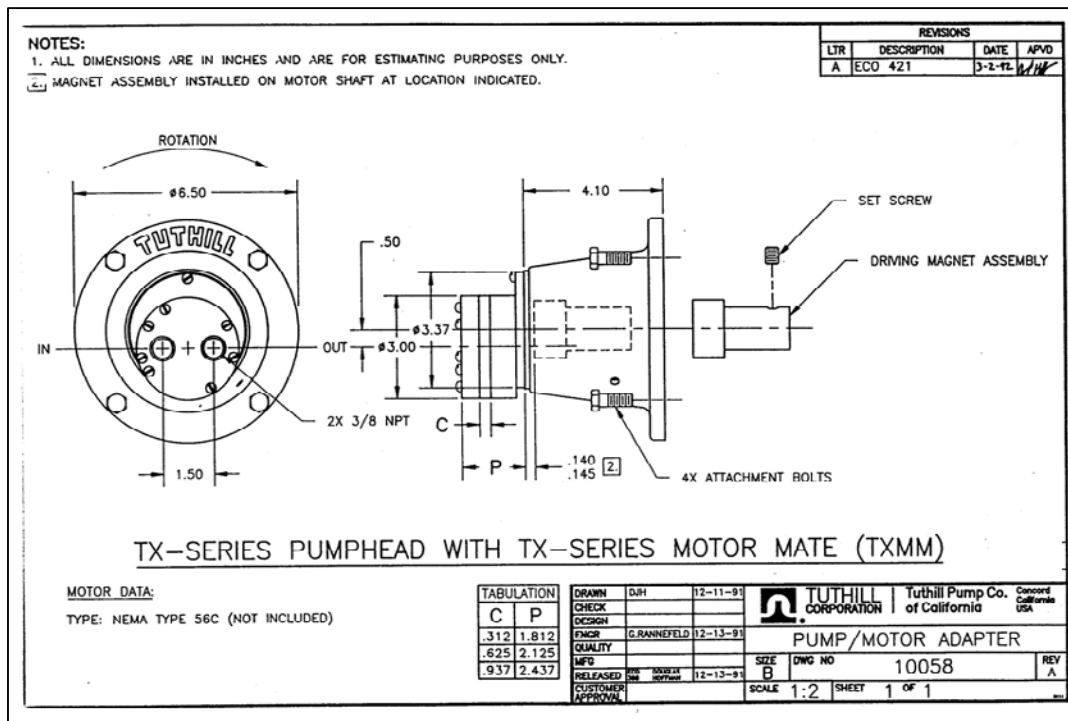 NOTES:
1. ALL DIMENSIONS ARE IN INCHES AND ARE FOR ESTIMATING PURPOSES ONLY.
2. MAGNET ASSEMBLY INSTALLED ON MOTOR SHAFT AT LOCATION INDICATED.
REVISIONS
LTR DESCRIPTION DATE APVD
A ECO 421 3-2-92
ROTATION
ø6.50
TUTHILL
IN
OUT
2X 3/8 NPT
1.50
.50
4.10
ø3.37
ø3.00
C
P
.140
.145
2.
SET SCREW
DRIVING MAGNET ASSEMBLY
4X ATTACHMENT BOLTS
TX-SERIES PUMPHEAD WITH TX-SERIES MOTOR MATE (TXMM)
MOTOR DATA:
TYPE: NEMA TYPE 56C (NOT INCLUDED)
TABULATION
C P
.312 1.812
.625 2.125
.937 2.437
DRAWN DJH 12-11-91
CHECK
DESIGN
ENGR G.RANNEFELD 12-13-91
QUALITY
MFG
RELEASED DOUGLAS HOFFMAN 12-13-91
CUSTOMER APPROVAL
TUTHILL CORPORATION
Tuthill Pump Co. of California
Concord California USA
PUMP/MOTOR ADAPTER
SIZE B
DWG NO 10058
REV A
SCALE 1:2 SHEET 1 OF 1